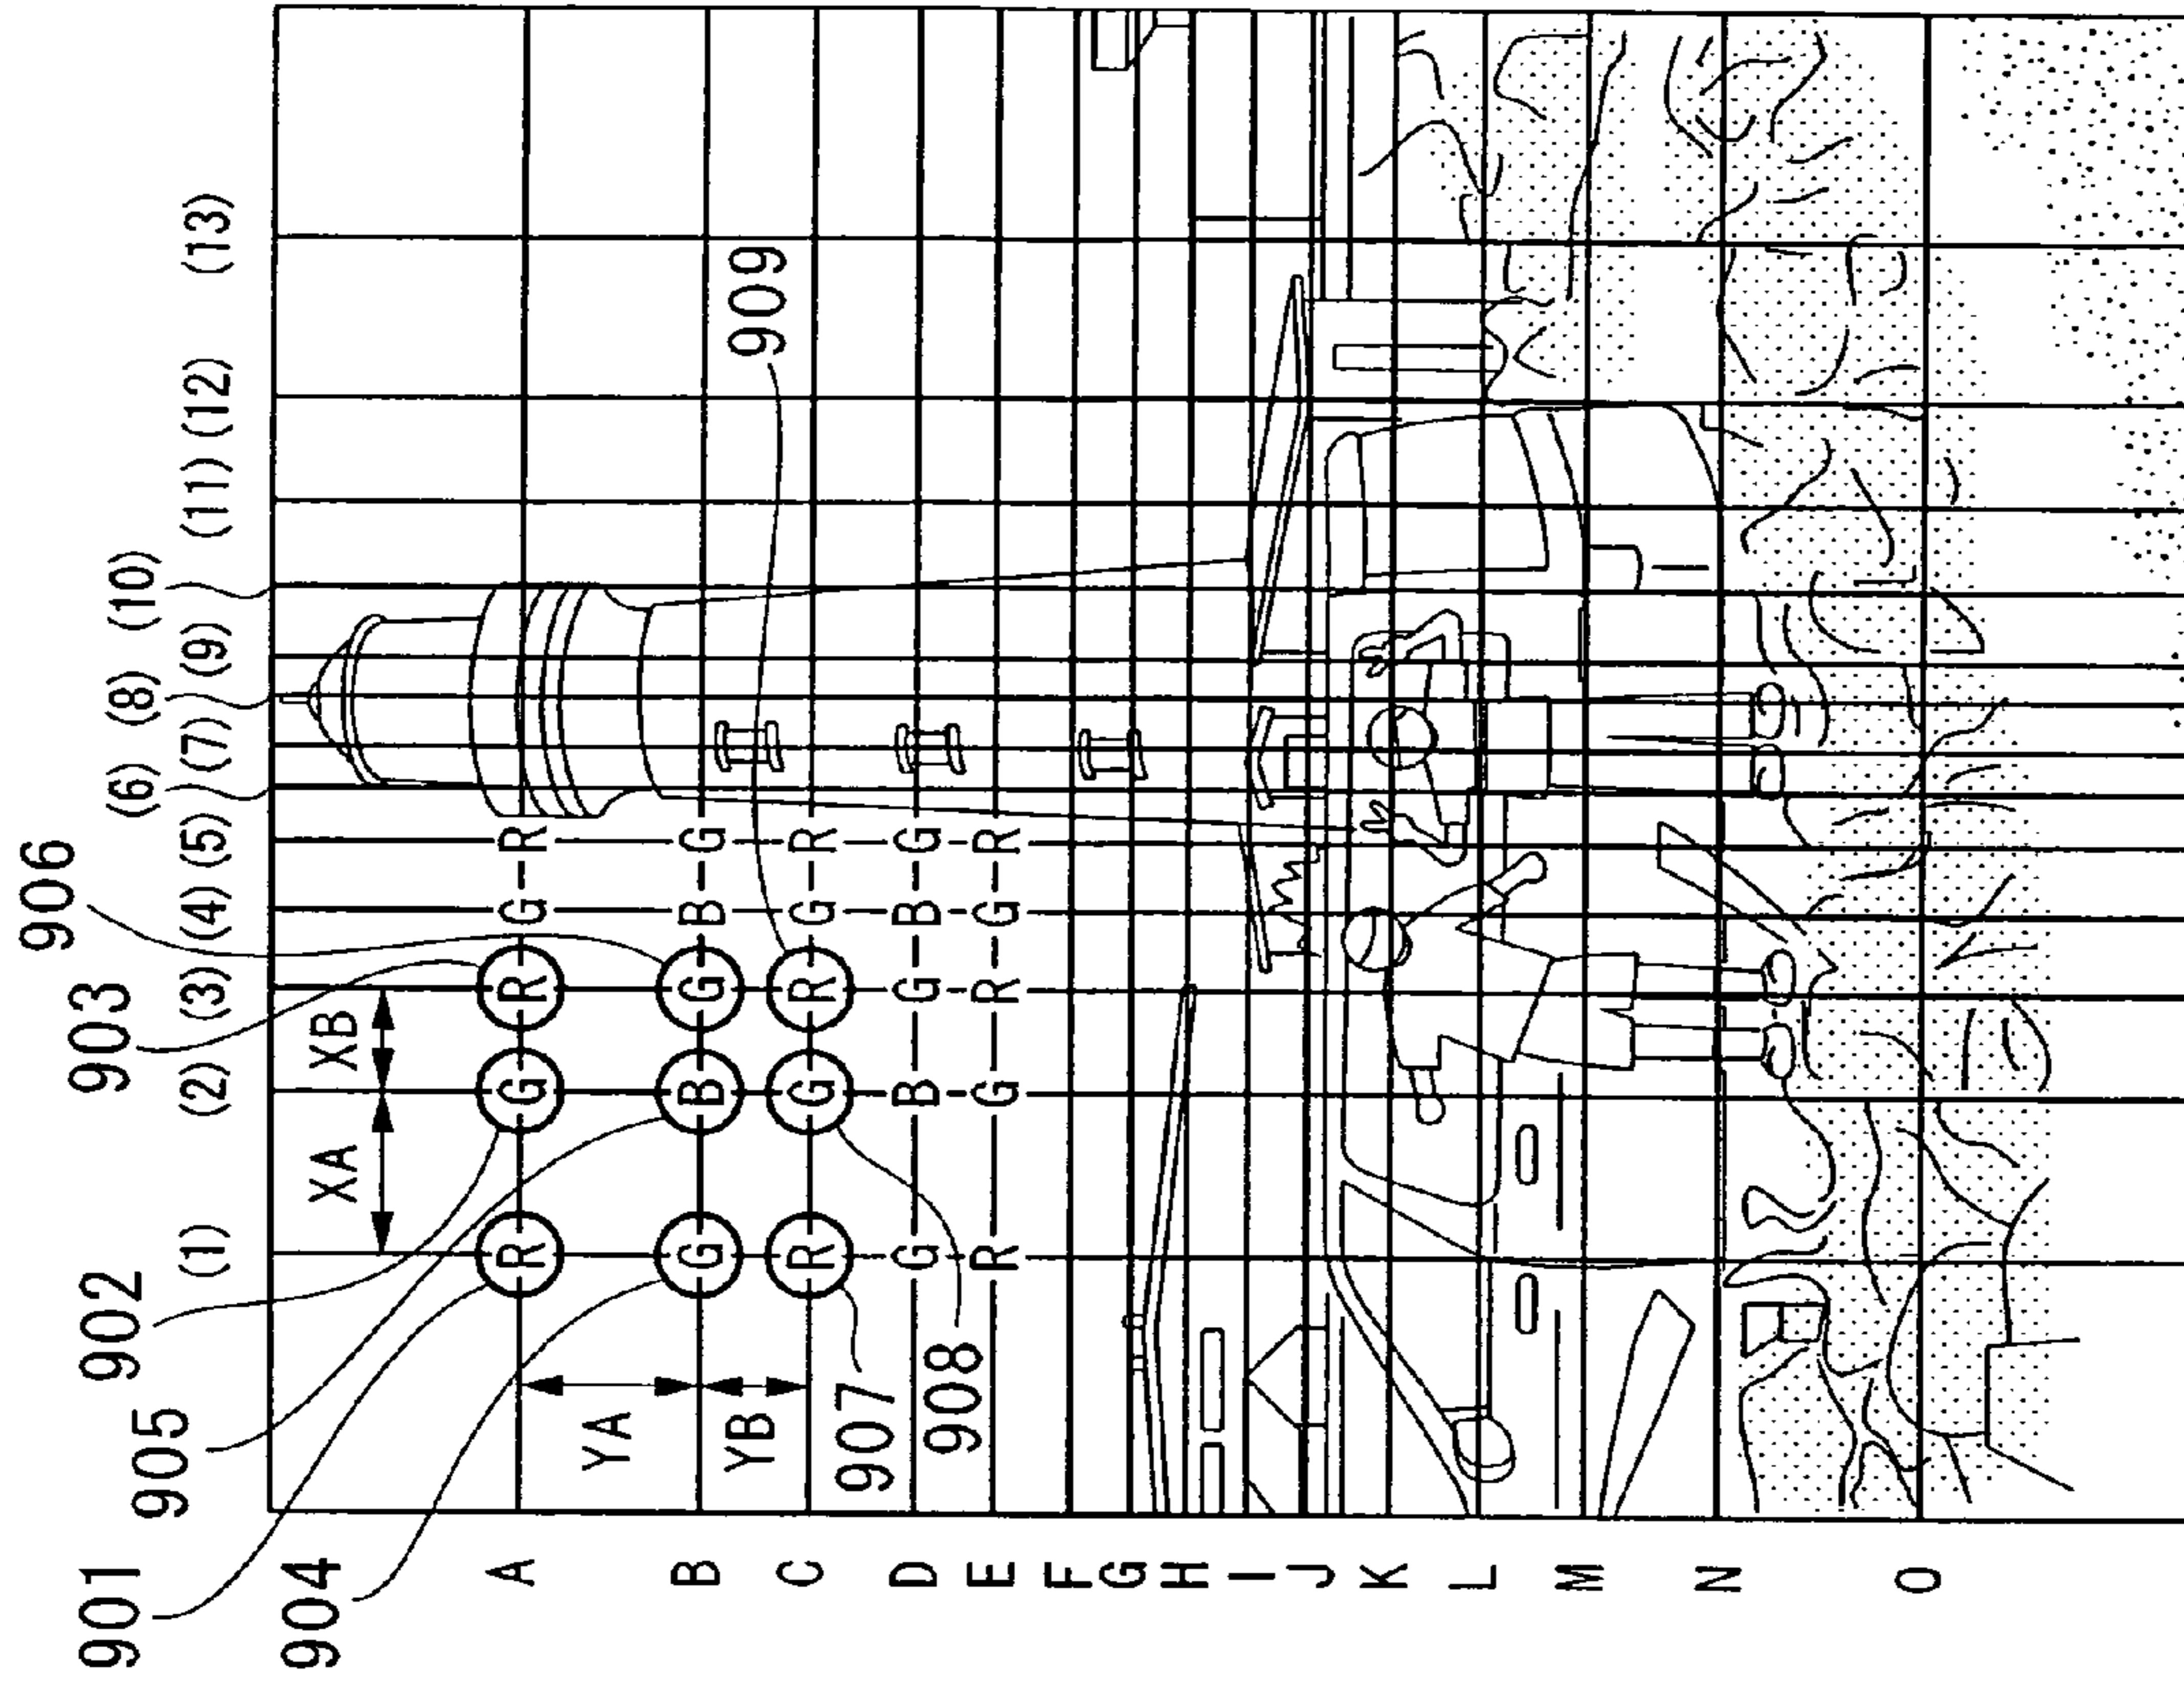 906
901 902 903
(6) (8) (10)
905
(1) (2) (3) (4) (5) (7) (9) (11) (12) (13)
904
XA XB
A R G R G R
YA
B G B G B G
YB 909
C R G R G R
907
D G B G B G
908
E R G R G R
F
G
H
I
J
K
L
M
N
O